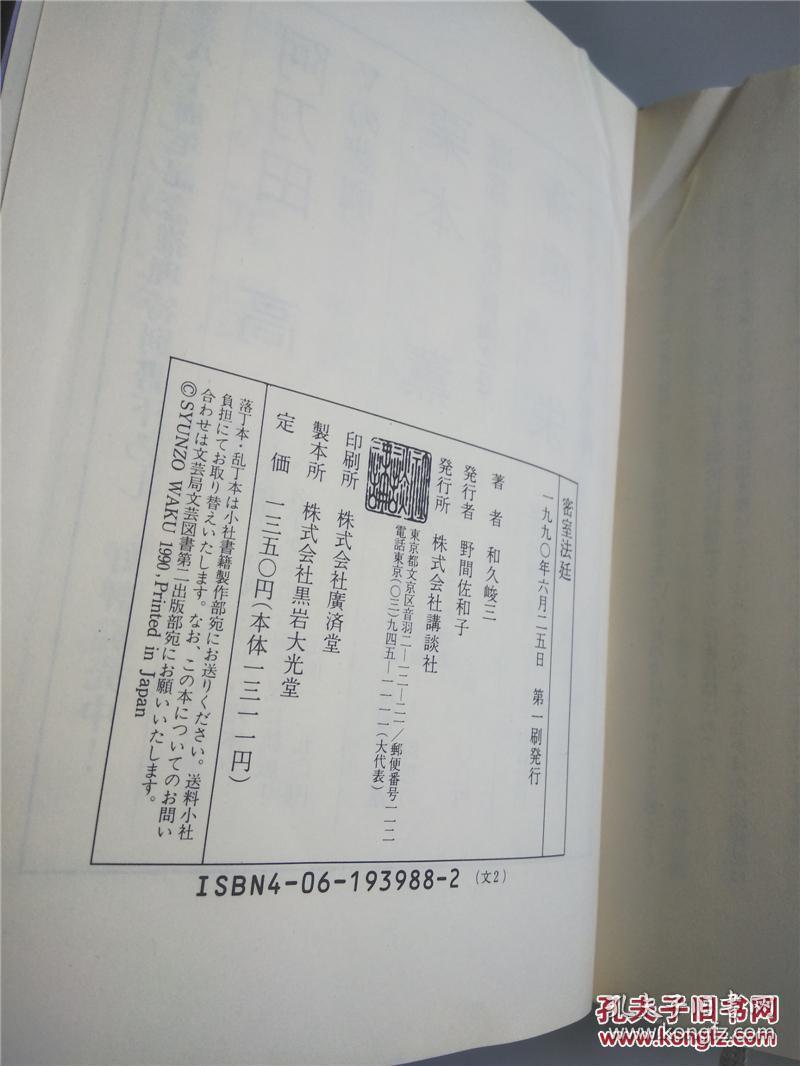 密室法廷
一九九〇年六月二五日　第一刷発行
著者　和久峻三
発行者　野間佐和子
発行所　株式会社講談社
東京都文京区音羽二―一二―二一／郵便番号一一二
電話東京(〇三)九四五―一一一一(大代表)
印刷所　株式会社廣済堂
製本所　株式会社黒岩大光堂
定価　一三五〇円(本体一三一一円)
落丁本・乱丁本は小社書籍製作部宛にお送りください。送料小社
負担にてお取り替えいたします。なお、この本についてのお問い
合わせは文芸局文芸図書第二出版部宛にお願いいたします。
©SYUNZO WAKU 1990, Printed in Japan
ISBN4-06-193988-2 (文2)
阿刀田　高
栗本　薫
孔夫子旧书网
www.kongfz.com